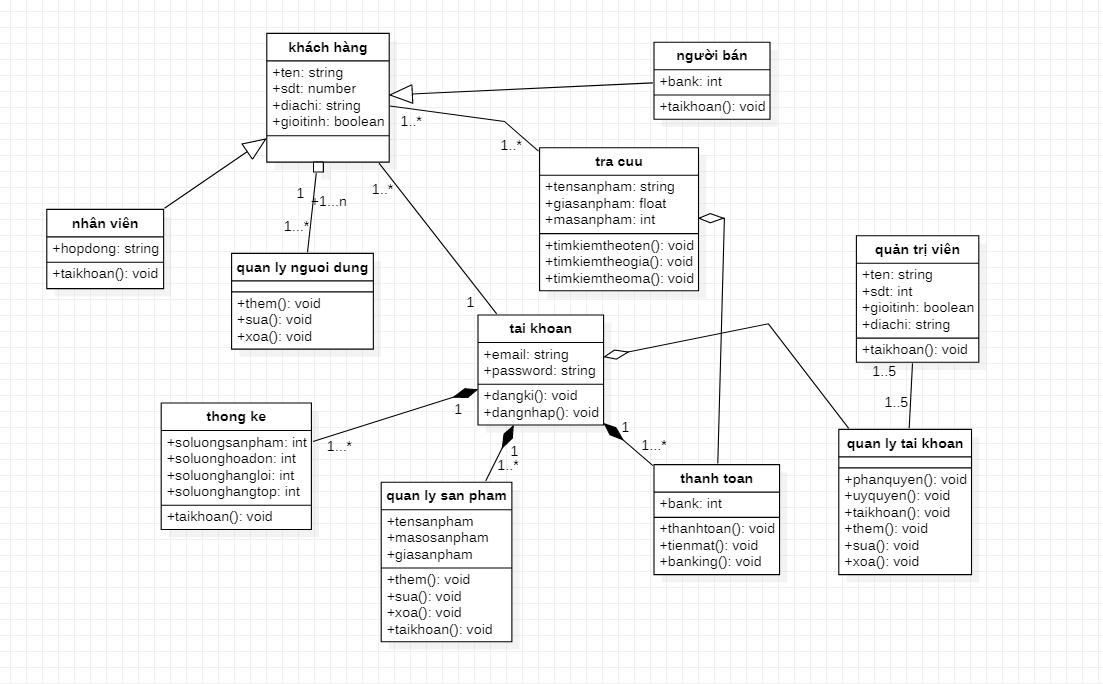 khách hàng
+ten: string
+sdt: number
+diachi: string
+gioitinh: boolean
người bán
+bank: int
+taikhoan(): void
1..*
1..*
tra cuu
+tensanpham: string
+giasanpham: float
+masanpham: int
+timkiemtheoten(): void
+timkiemtheogia(): void
+timkiemtheoma(): void
nhân viên
+hopdong: string
+taikhoan(): void
1
+1...n
1...*
1...*
1
quan ly nguoi dung
+them(): void
+sua(): void
+xoa(): void
quản trị viên
+ten: string
+sdt: int
+gioitinh: boolean
+diachi: string
+taikhoan(): void
1..5
1..5
tai khoan
+email: string
+password: string
+dangki(): void
+dangnhap(): void
1
1...*
1
1..*
1
1...*
thong ke
+soluongsanpham: int
+soluonghoadon: int
+soluonghangloi: int
+soluonghangtop: int
+taikhoan(): void
quan ly san pham
+tensanpham
+masosanpham
+giasanpham
+them(): void
+sua(): void
+xoa(): void
+taikhoan(): void
thanh toan
+bank: int
+thanhtoan(): void
+tienmat(): void
+banking(): void
quan ly tai khoan
+phanquyen(): void
+uyquyen(): void
+taikhoan(): void
+them(): void
+sua(): void
+xoa(): void